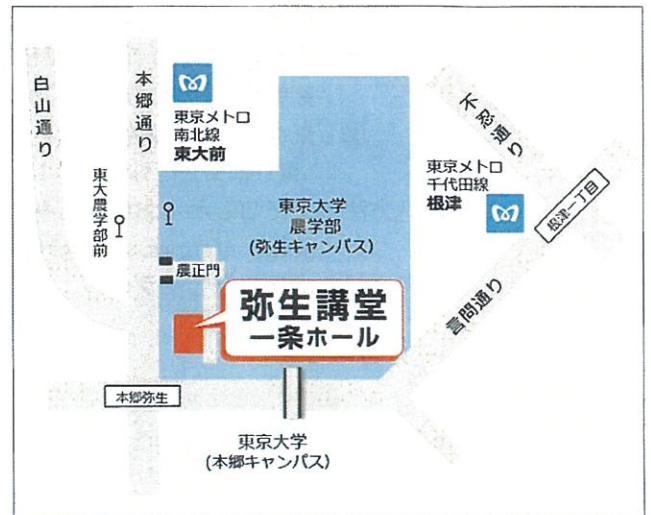 白山通り
本郷通り
東京メトロ
南北線
東大前
東大農学部前
農正門
東京大学
農学部
(弥生キャンパス)
弥生講堂
一条ホール
東京メトロ
千代田線
根津
不忍通り
根津一丁目
言問通り
本郷弥生
東京大学
(本郷キャンパス)